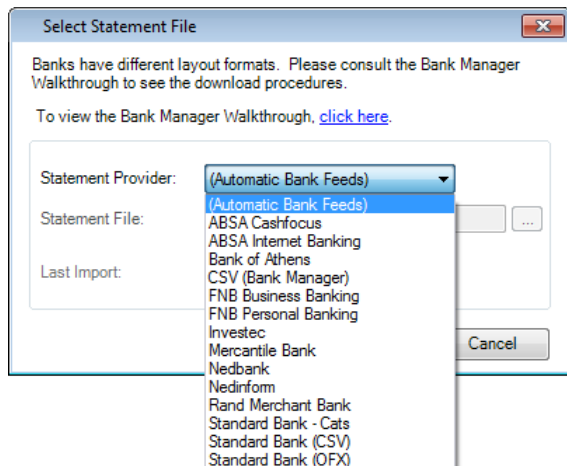 Select Statement File
Banks have different layout formats.  Please consult the Bank Manager
Walkthrough to see the download procedures.
To view the Bank Manager Walkthrough, click here.
Statement Provider:
(Automatic Bank Feeds)
(Automatic Bank Feeds)
Statement File:
...
ABSA Cashfocus
ABSA Internet Banking
Bank of Athens
Last Import:
CSV (Bank Manager)
FNB Business Banking
FNB Personal Banking
Investec
Mercantile Bank
Cancel
Nedbank
Nedinform
Rand Merchant Bank
Standard Bank - Cats
Standard Bank (CSV)
Standard Bank (OFX)